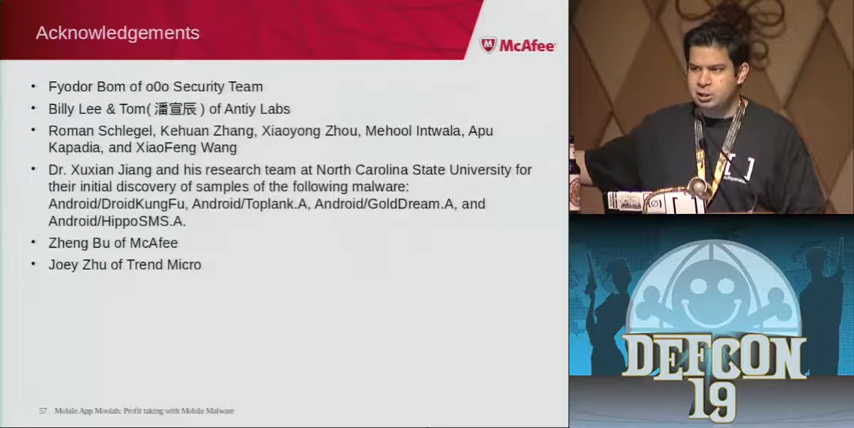 Acknowledgements
McAfee
• Fyodor Bom of o0o Security Team
• Billy Lee & Tom( 潘宣辰 ) of Antiy Labs
• Roman Schlegel, Kehuan Zhang, Xiaoyong Zhou, Mehool Intwala, Apu
Kapadia, and XiaoFeng Wang
• Dr. Xuxian Jiang and his research team at North Carolina State University for
their initial discovery of samples of the following malware:
Android/DroidKungFu, Android/Toplank.A, Android/GoldDream.A, and
Android/HippoSMS.A.
• Zheng Bu of McAfee
• Joey Zhu of Trend Micro
57 Mobile App Moolah: Profit taking with Mobile Malware
DEFCON
19